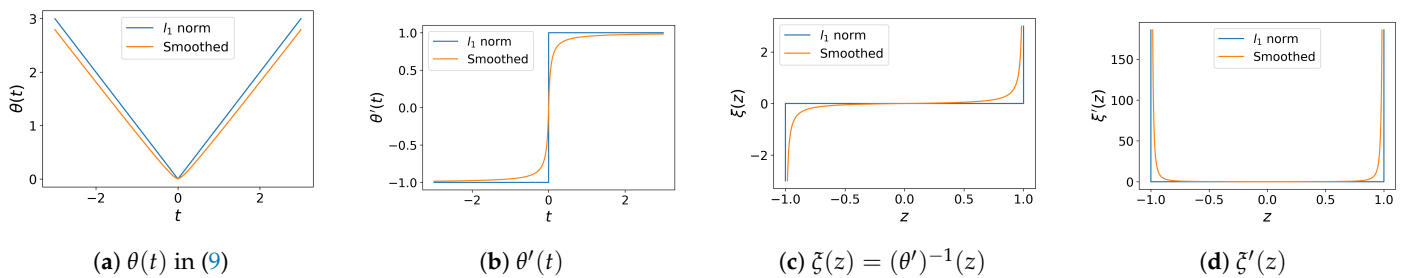 3
2
1
0
θ(t)
l₁ norm
Smoothed
−2
0
2
t
1.0
0.5
0.0
−0.5
−1.0
θ′(t)
l₁ norm
Smoothed
−2
0
2
t
2
0
−2
ξ(z)
l₁ norm
Smoothed
−1.0
−0.5
0.0
0.5
1.0
z
150
100
50
0
ξ′(z)
l₁ norm
Smoothed
−1.0
−0.5
0.0
0.5
1.0
z
(a) θ(t) in (9)
(b) θ′(t)
(c) ξ(z) = (θ′)⁻¹(z)
(d) ξ′(z)